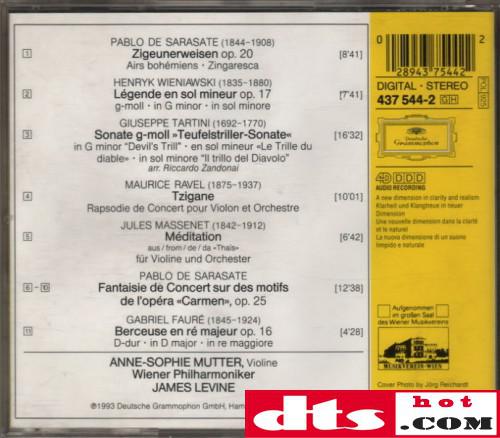 PABLO DE SARASATE (1844-1908)
1 Zigeunerweisen op. 20 [8'41]
Airs bohémiens · Zingaresca
HENRYK WIENIAWSKI (1835-1880)
2 Légende en sol mineur op. 17 [7'41]
g-moll · in G minor · in sol minore
GIUSEPPE TARTINI (1692-1770)
3 Sonate g-moll »Teufelstriller-Sonate« [16'32]
in G minor “Devil's Trill” · en sol mineur «Le Trille du
diable» · in sol minore "Il trillo del Diavolo"
arr. Riccardo Zandonai
MAURICE RAVEL (1875-1937)
4 Tzigane [10'01]
Rapsodie de Concert pour Violon et Orchestre
JULES MASSENET (1842-1912)
5 Méditation [6'42]
aus / from / de / da «Thaïs»
für Violine und Orchester
PABLO DE SARASATE
6 - 10 Fantaisie de Concert sur des motifs [12'38]
de l'opéra «Carmen», op. 25
GABRIEL FAURÉ (1845-1924)
11 Berceuse en ré majeur op. 16 [4'28]
D-dur · in D major · in re maggiore
ANNE-SOPHIE MUTTER, Violine
Wiener Philharmoniker
JAMES LEVINE
℗1993 Deutsche Grammophon GmbH, Ham
0 28943 75442 2
DIGITAL · STEREO
437 544-2 GH
Deutsche
Grammophon
4D DDD
AUDIO RECORDING
A new dimension in clarity and realism
Klarheit und Klangtreue in neuer
Dimension
Une nouvelle dimension dans la clarté
et le naturel
La nuova dimensione di un suono
limpido e naturale
Aufgenommen
im großen Saal
des Wiener Musikvereins
MUSIKVEREIN·WIEN
Cover Photo by Jörg Reichardt
dts hot
.com